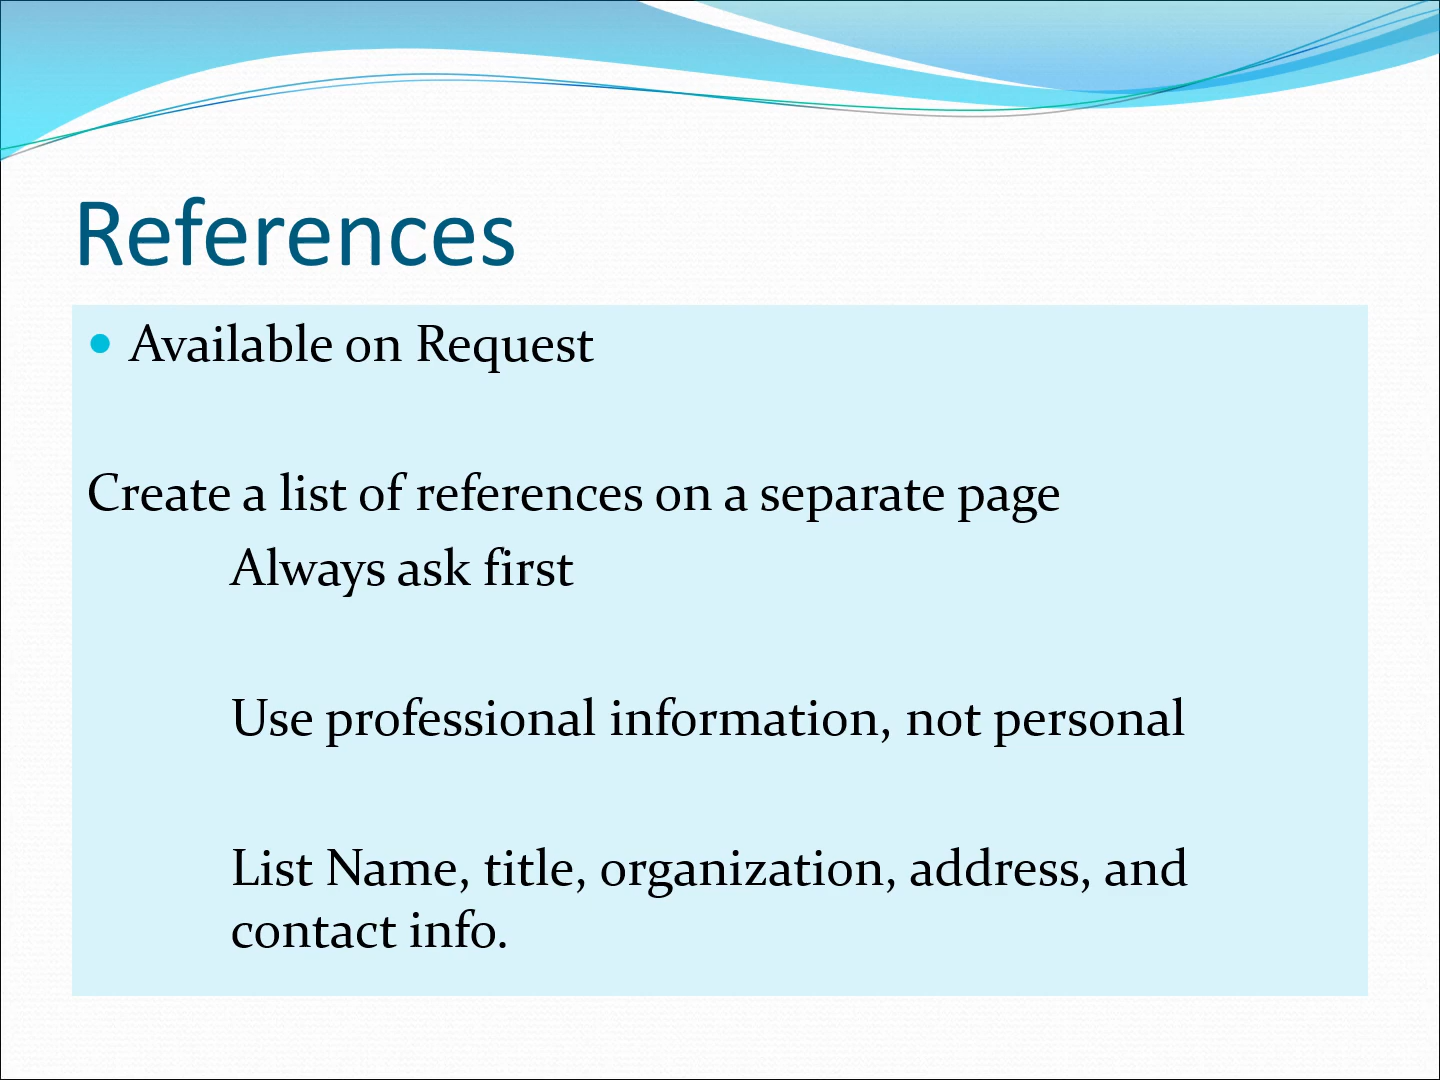 References
• Available on Request
Create a list of references on a separate page
Always ask first
Use professional information, not personal
List Name, title, organization, address, and
contact info.